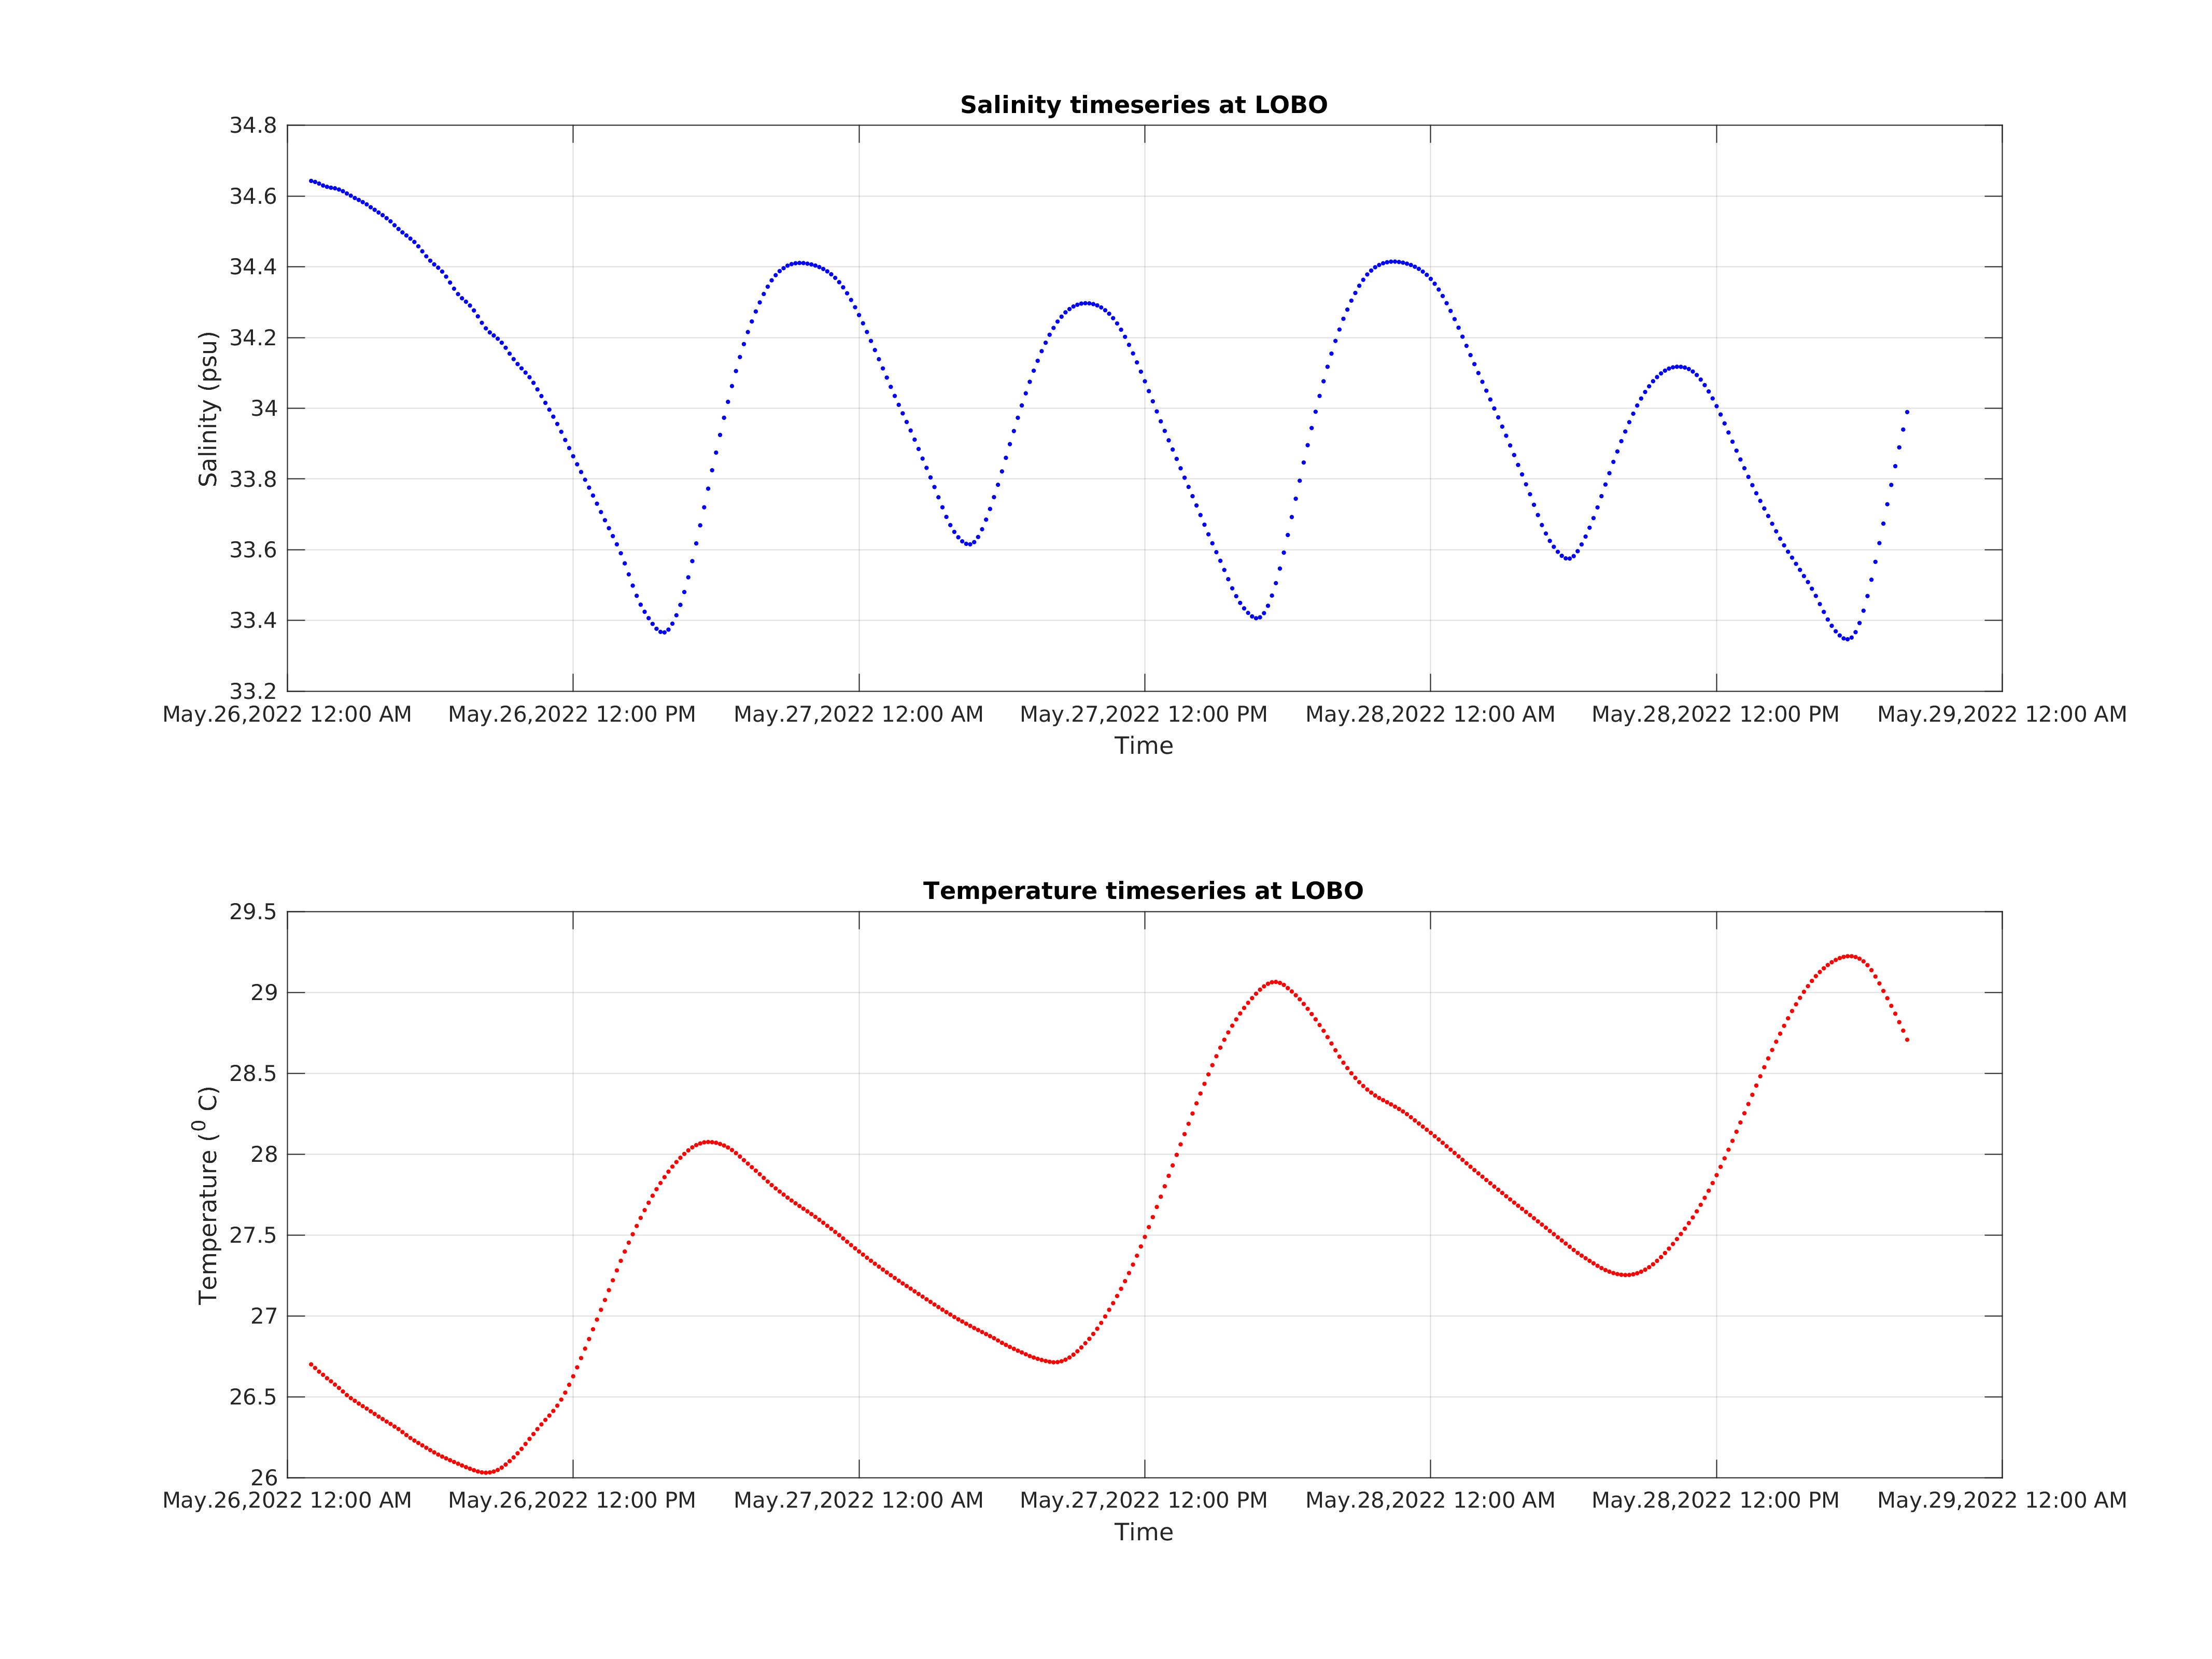 Salinity timeseries at LOBO
34.8
34.6
34.4
34.2
34
33.8
33.6
33.4
33.2
Salinity (psu)
May.26,2022 12:00 AM May.26,2022 12:00 PM May.27,2022 12:00 AM May.27,2022 12:00 PM May.28,2022 12:00 AM May.28,2022 12:00 PM May.29,2022 12:00 AM
Time
Temperature timeseries at LOBO
29.5
29
28.5
28
27.5
27
26.5
26
Temperature (⁰ C)
May.26,2022 12:00 AM May.26,2022 12:00 PM May.27,2022 12:00 AM May.27,2022 12:00 PM May.28,2022 12:00 AM May.28,2022 12:00 PM May.29,2022 12:00 AM
Time